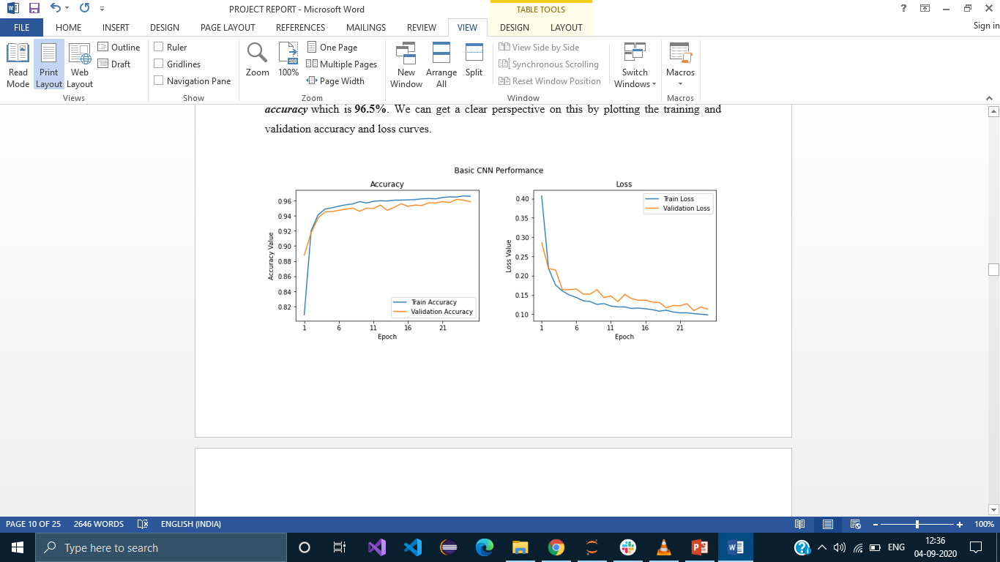 PROJECT REPORT - Microsoft Word
TABLE TOOLS
?
FILE
HOME
INSERT
DESIGN
PAGE LAYOUT
REFERENCES
MAILINGS
REVIEW
VIEW
DESIGN
LAYOUT
Sign in
Read
Mode
Print
Layout
Web
Layout
Outline
Draft
Views
Ruler
Gridlines
Navigation Pane
Show
Zoom
100
100%
One Page
Multiple Pages
Page Width
Zoom
New
Window
Arrange
All
Split
View Side by Side
Synchronous Scrolling
Reset Window Position
Window
Switch
Windows
Macros
Macros
accuracy which is 96.5%. We can get a clear perspective on this by plotting the training and
validation accuracy and loss curves.
Basic CNN Performance
Accuracy
Accuracy Value
0.96
0.94
0.92
0.90
0.88
0.86
0.84
0.82
Train Accuracy
Validation Accuracy
1 6 11 16 21
Epoch
Loss
Loss Value
0.40
0.35
0.30
0.25
0.20
0.15
0.10
Train Loss
Validation Loss
1 6 11 16 21
Epoch
PAGE 10 OF 25
2646 WORDS
ENGLISH (INDIA)
100%
Type here to search
ENG
12:36
04-09-2020